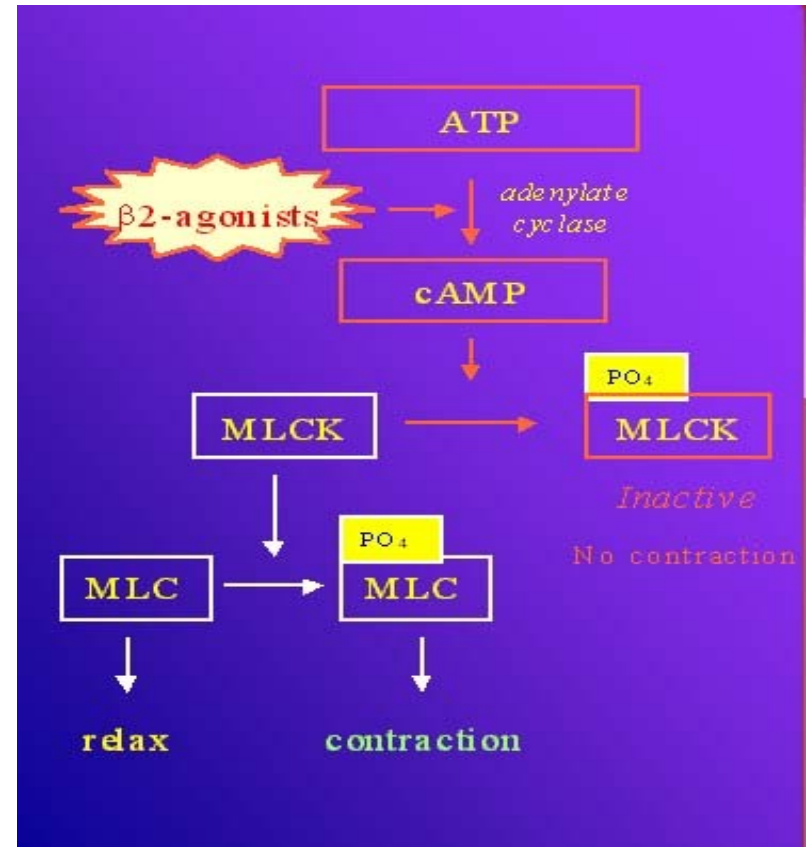 ATP
β2-agonists
adenylate
cyclase
cAMP
PO₄
MLCK
MLCK
Inactive
No contraction
PO₄
MLC
MLC
relax
contraction